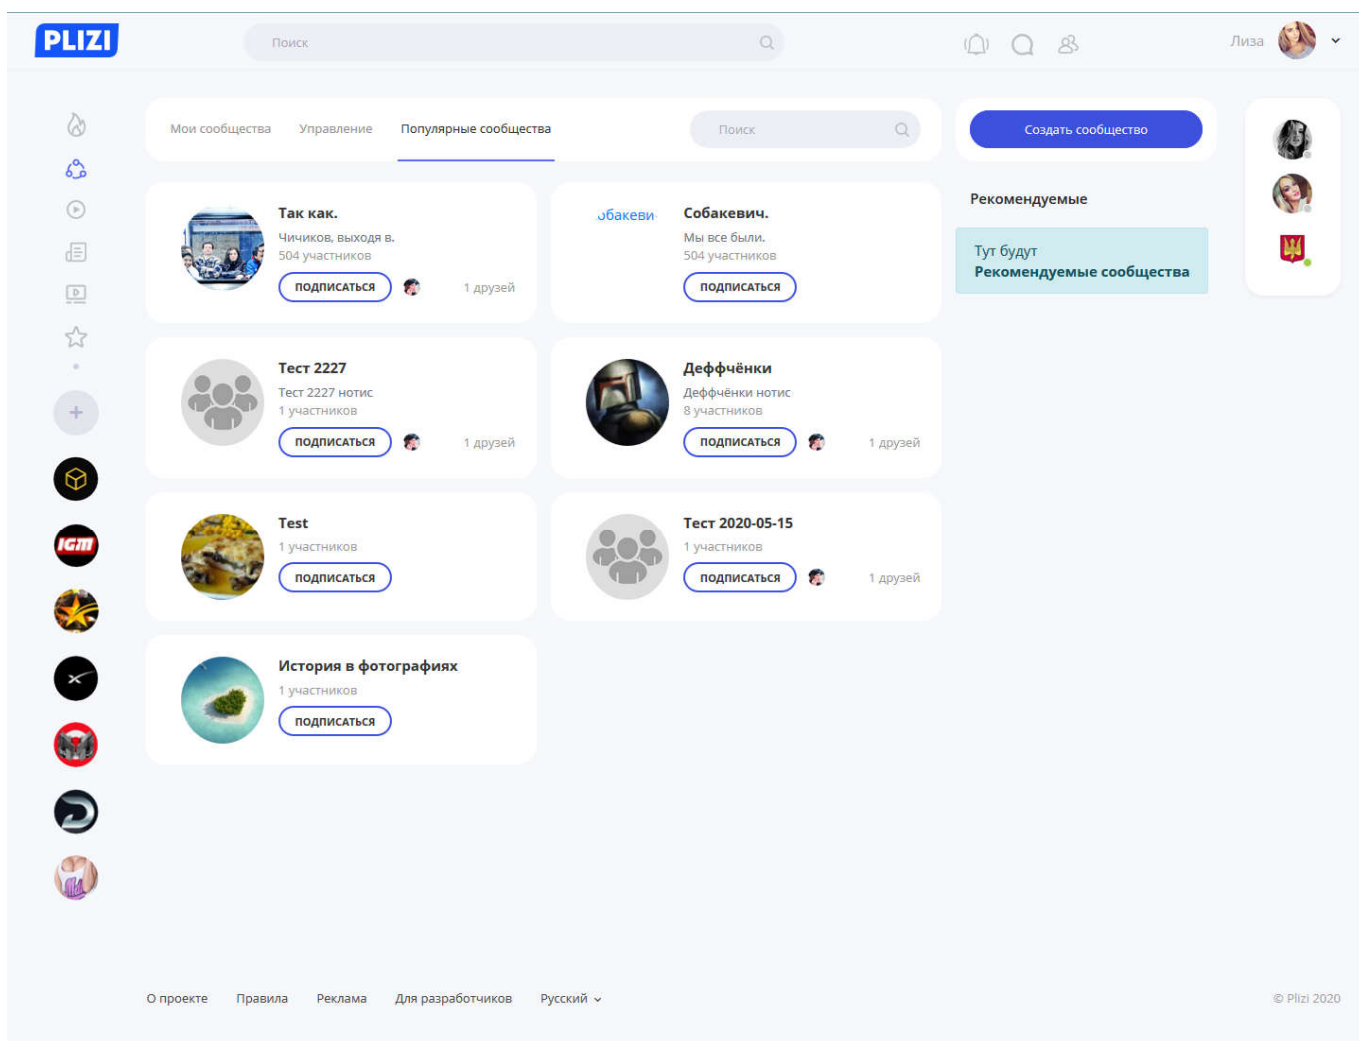 PLIZI
Поиск
Лиза
Мои сообщества
Управление
Популярные сообщества
Поиск
Создать сообщество
Рекомендуемые
Тут будут
Рекомендуемые сообщества
Так как.
Чичиков, выходя в.
504 участников
ПОДПИСАТЬСЯ
1 друзей
обакеви
Собакевич.
Мы все были.
504 участников
ПОДПИСАТЬСЯ
Тест 2227
Тест 2227 нотис
1 участников
ПОДПИСАТЬСЯ
1 друзей
Деффчёнки
Деффчёнки нотис
8 участников
ПОДПИСАТЬСЯ
1 друзей
Test
1 участников
ПОДПИСАТЬСЯ
Тест 2020-05-15
1 участников
ПОДПИСАТЬСЯ
1 друзей
История в фотографиях
1 участников
ПОДПИСАТЬСЯ
IGM
О проекте
Правила
Реклама
Для разработчиков
Русский
© Plizi 2020